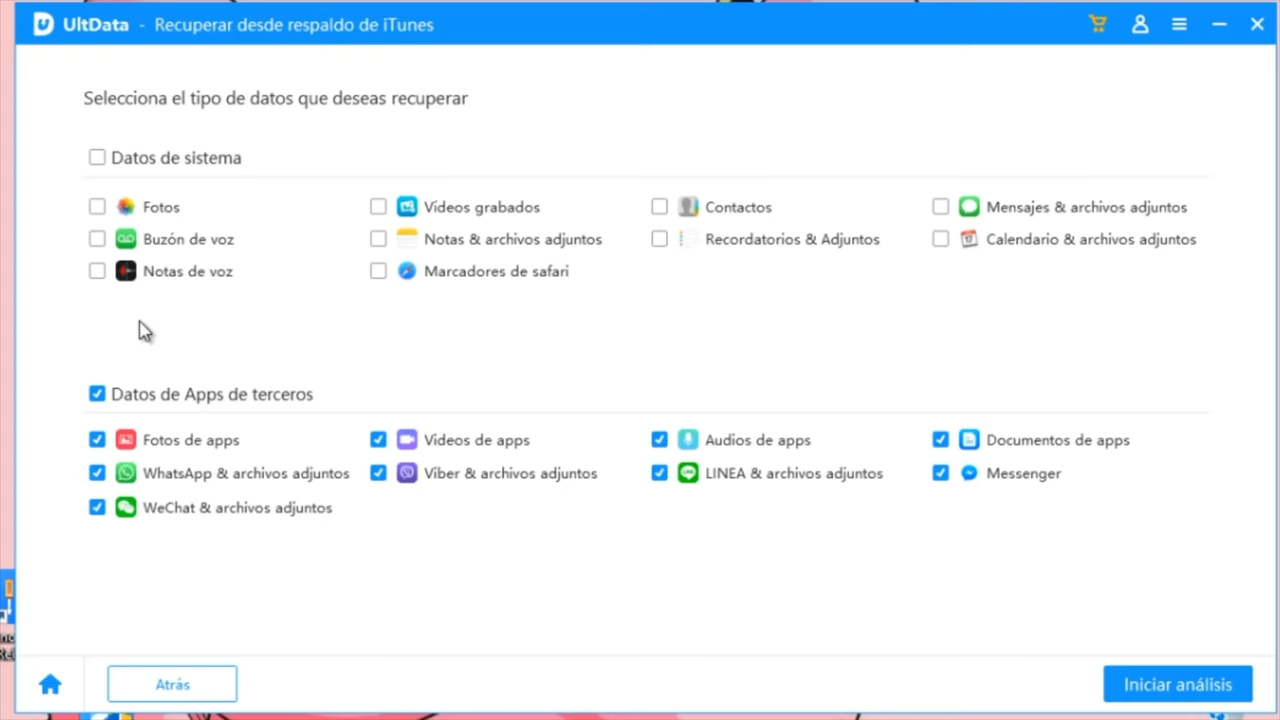 UltData - Recuperar desde respaldo de iTunes
Selecciona el tipo de datos que deseas recuperar
Datos de sistema
Fotos Vídeos grabados Contactos Mensajes & archivos adjuntos
Buzón de voz Notas & archivos adjuntos Recordatorios & Adjuntos Calendario & archivos adjuntos
Notas de voz Marcadores de safari
Datos de Apps de terceros
Fotos de apps Vídeos de apps Audios de apps Documentos de apps
WhatsApp & archivos adjuntos Viber & archivos adjuntos LINEA & archivos adjuntos Messenger
WeChat & archivos adjuntos
Atrás Iniciar análisis